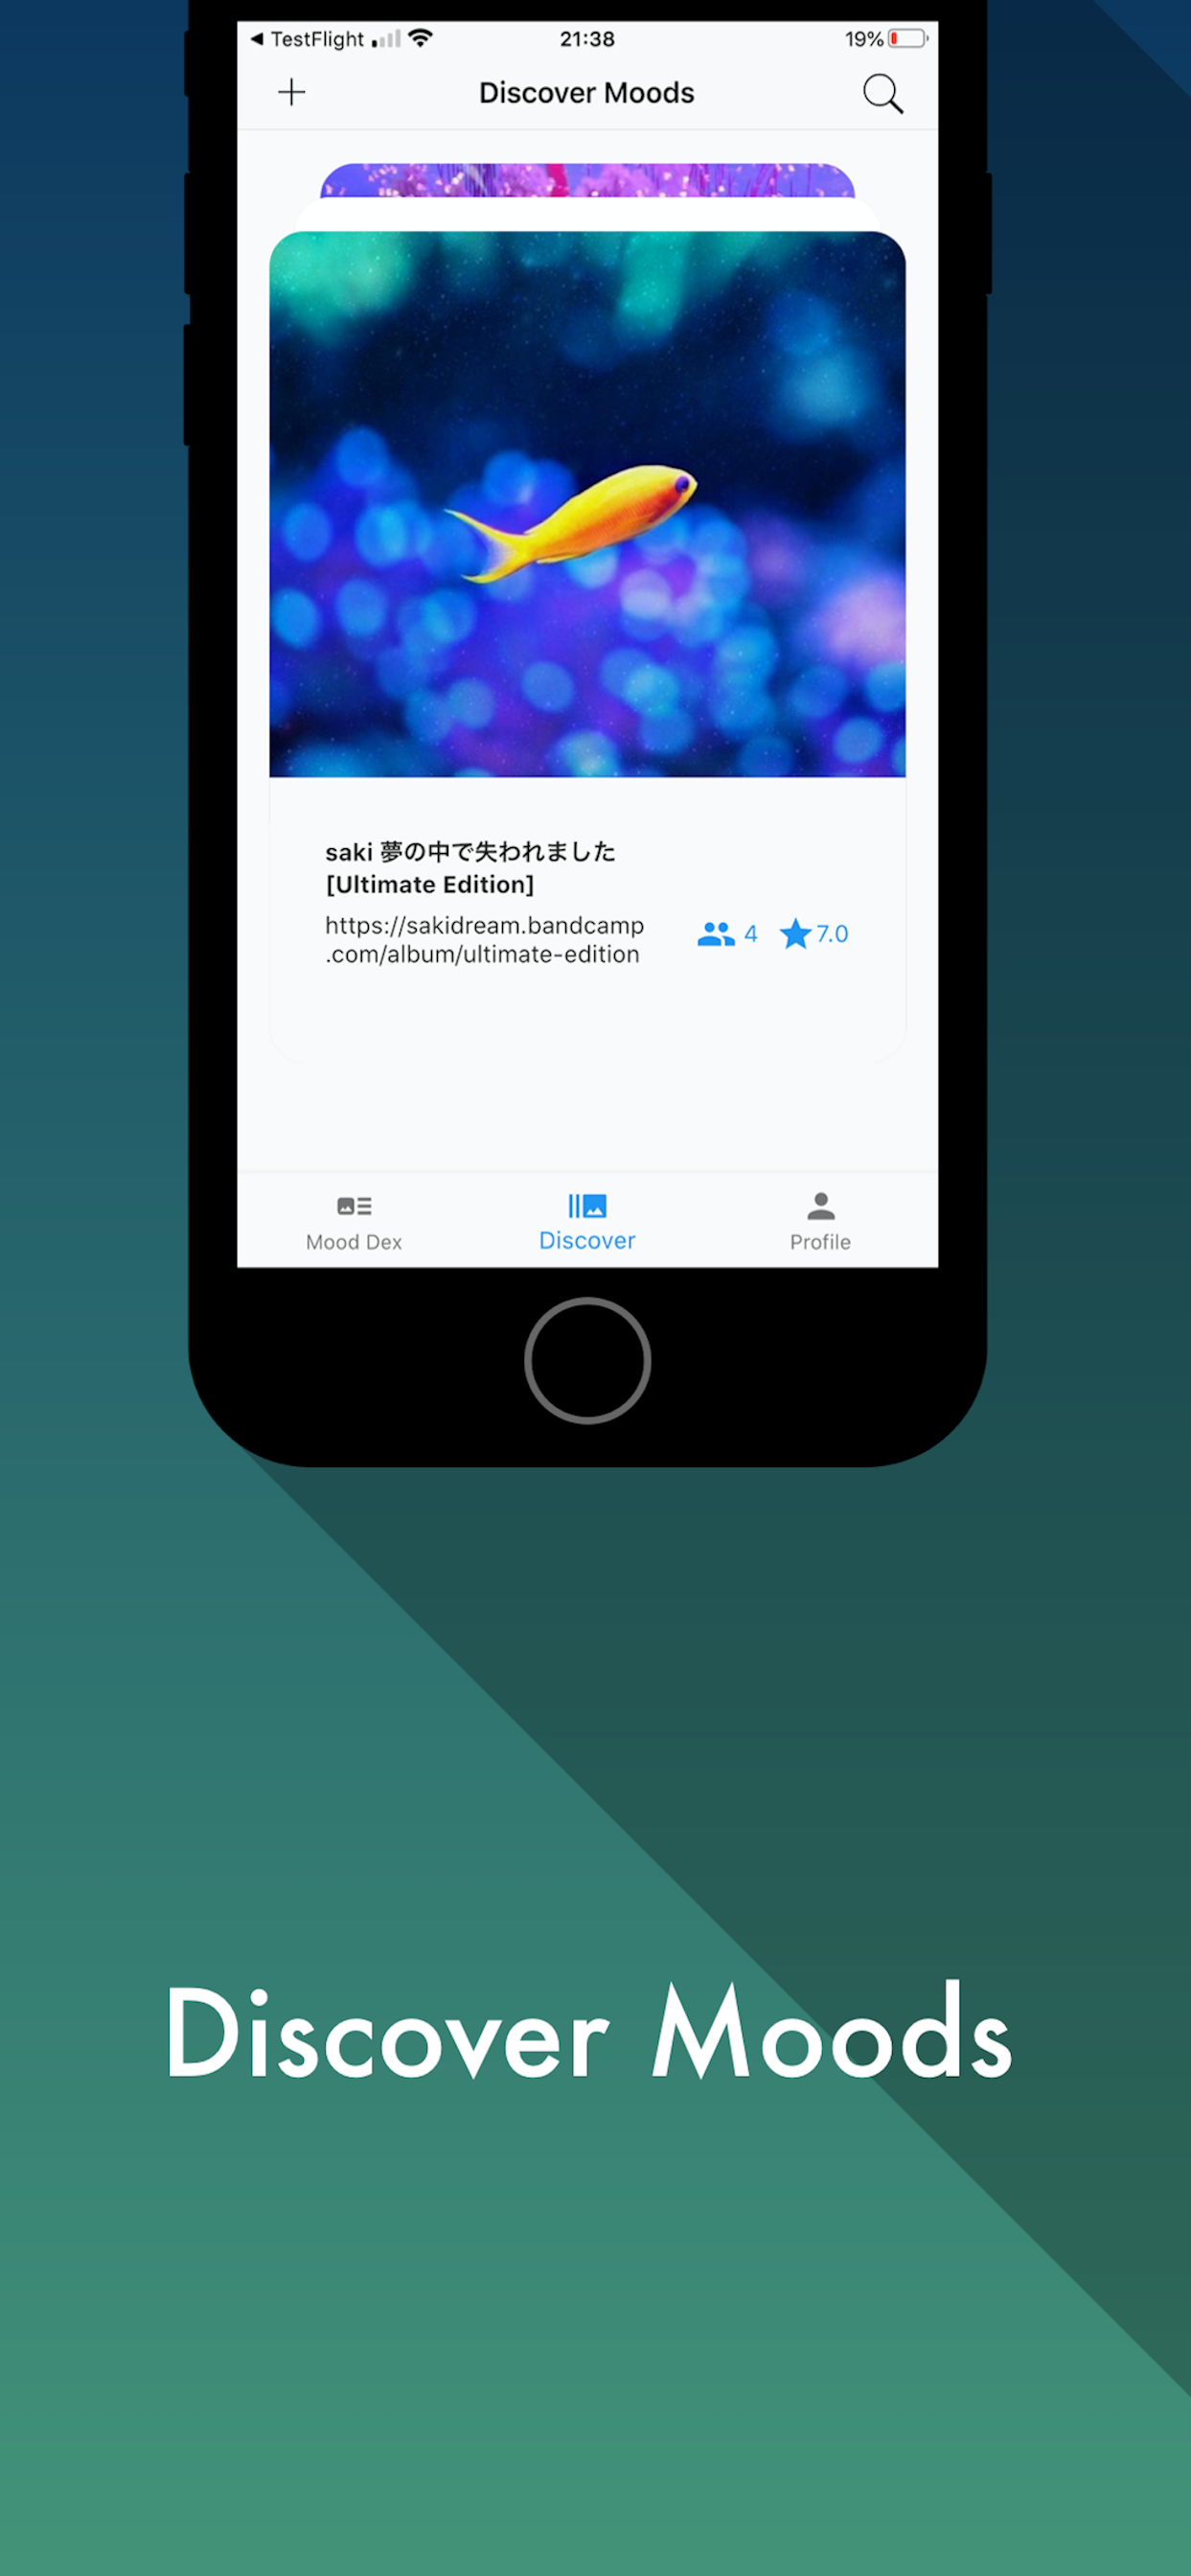 ◀ TestFlight 21:38 19%
Discover Moods
saki 夢の中で失われました
[Ultimate Edition]
https://sakidream.bandcamp
.com/album/ultimate-edition
4 7.0
Mood Dex Discover Profile
Discover Moods